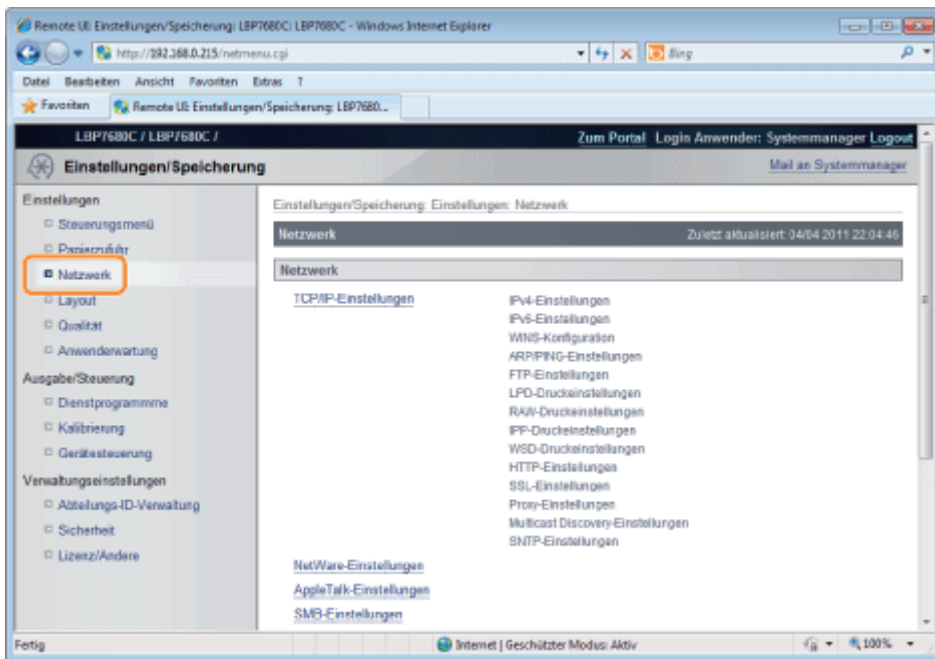 Remote UI: Einstellungen/Speicherung: LBP7680C: LBP7680C - Windows Internet Explorer
http://192.168.0.215/netmenu.cgi
Bing
Datei Bearbeiten Ansicht Favoriten Extras ?
Favoriten
Remote UI: Einstellungen/Speicherung: LBP7680...
LBP7680C / LBP7680C /
Zum Portal Login Anwender: Systemmanager Logout
Einstellungen/Speicherung
Mail an Systemmanager
Einstellungen
Steuerungsmenü
Papierzufuhr
Netzwerk
Layout
Qualität
Anwenderwartung
Ausgabe/Steuerung
Dienstprogrammme
Kalibrierung
Gerätesteuerung
Verwaltungseinstellungen
Abteilungs-ID-Verwaltung
Sicherheit
Lizenz/Andere
Einstellungen/Speicherung: Einstellungen: Netzwerk
Netzwerk
Zuletzt aktualisiert: 04/04 2011 22:04:46
Netzwerk
TCP/IP-Einstellungen
IPv4-Einstellungen
IPv6-Einstellungen
WINS-Konfiguration
ARP/PING-Einstellungen
FTP-Einstellungen
LPD-Druckeinstellungen
RAW-Druckeinstellungen
IPP-Druckeinstellungen
WSD-Druckeinstellungen
HTTP-Einstellungen
SSL-Einstellungen
Proxy-Einstellungen
Multicast Discovery-Einstellungen
SNTP-Einstellungen
NetWare-Einstellungen
AppleTalk-Einstellungen
SMB-Einstellungen
Fertig
Internet | Geschützter Modus: Aktiv
100%